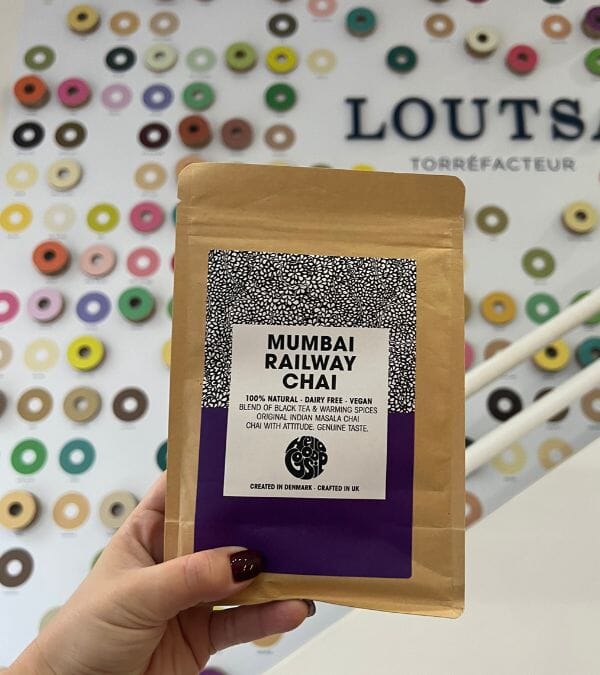 LOUTSA
TORRÉFACTEUR
MUMBAI
RAILWAY
CHAI
100% NATURAL · DAIRY FREE · VEGAN
BLEND OF BLACK TEA & WARMING SPICES
ORIGINAL INDIAN MASALA CHAI
CHAI WITH ATTITUDE. GENUINE TASTE.
CREATED IN DENMARK · CRAFTED IN UK